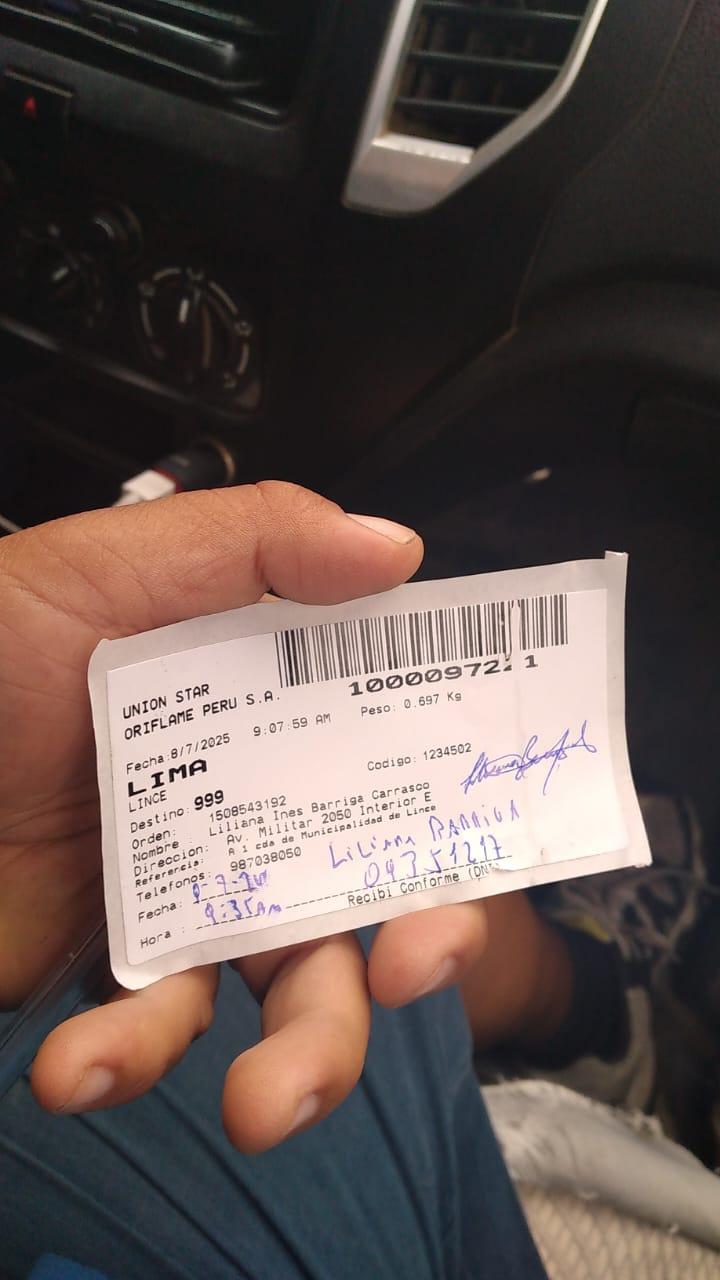 UNION STAR
ORIFLAME PERU S.A.
Fecha:8/7/2025 9:07:59 AM Peso: 0.697 Kg
LIMA
LINCE Codigo: 1234502
Destino: 999
Orden: 1508543192
Nombre : Liliana Ines Barriga Carrasco
Direccion: Av. Militar 2050 Interior E
Referencia: A 1 cda de Municipalidad de Lince
Telefonos: 987038050
LiLiANA BARRIGA
Fecha:
Hora : 9:35AM
Recibi Conforme (DNI